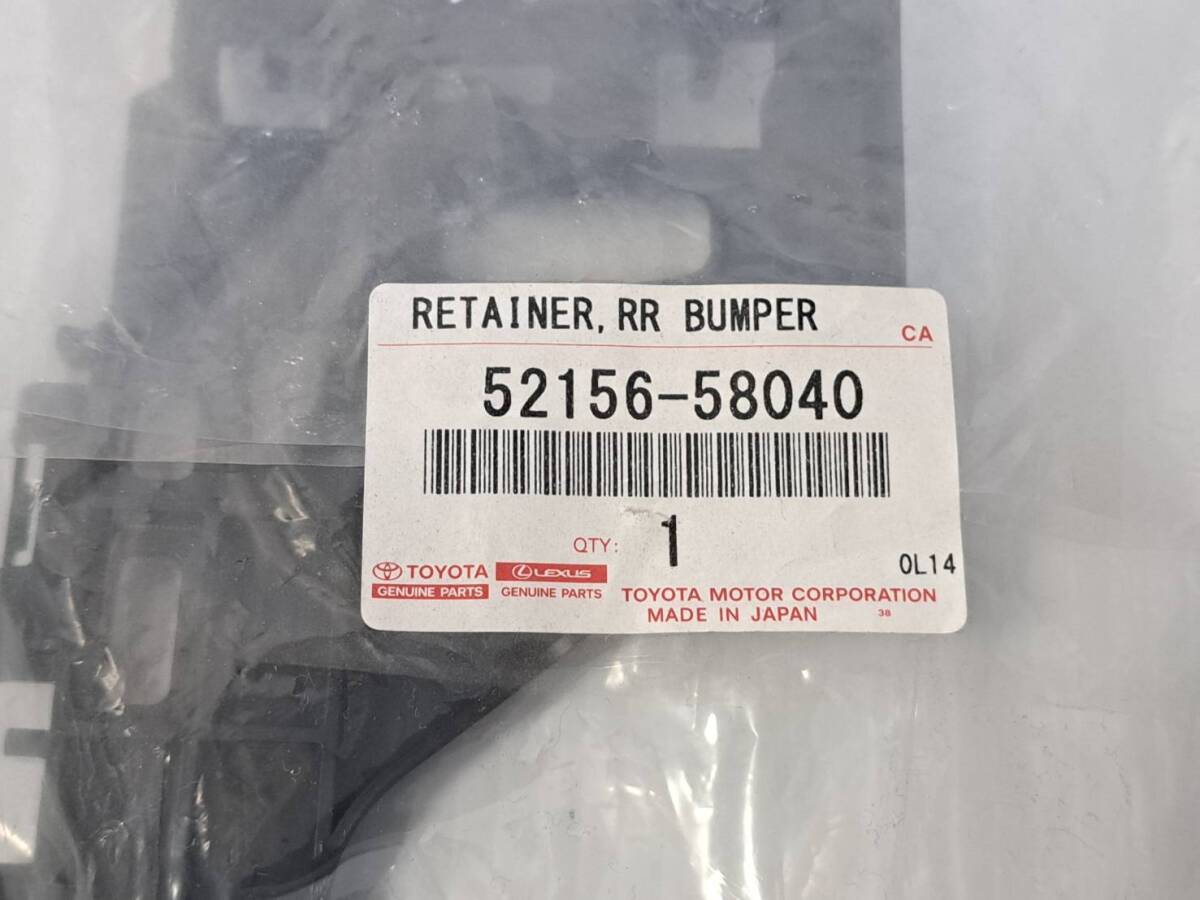 RETAINER, RR BUMPER
CA
52156-58040
QTY: 1
0L14
TOYOTA LEXUS
GENUINE PARTS GENUINE PARTS
TOYOTA MOTOR CORPORATION
MADE IN JAPAN 38